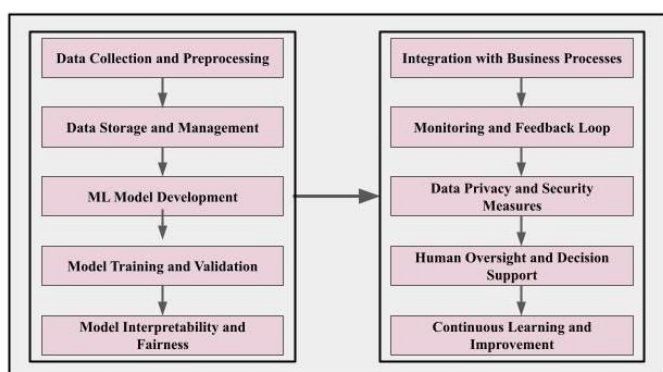 Data Collection and Preprocessing
Data Storage and Management
ML Model Development
Model Training and Validation
Model Interpretability and
Fairness
Integration with Business Processes
Monitoring and Feedback Loop
Data Privacy and Security
Measures
Human Oversight and Decision
Support
Continuous Learning and
Improvement